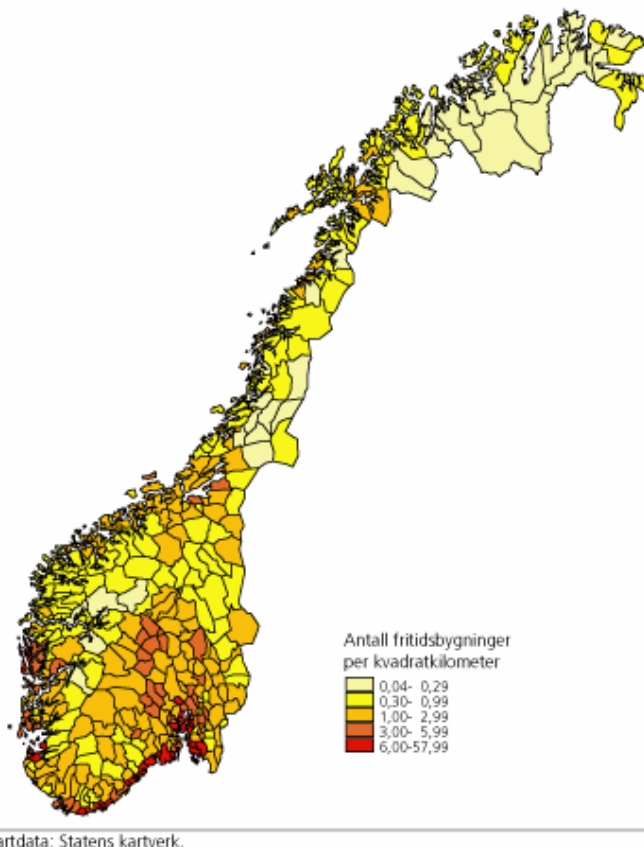 Antall fritidsbygninger
per kvadratkilometer
0,04- 0,29
0,30- 0,99
1,00- 2,99
3,00- 5,99
6,00-57,99
artdata: Statens kartverk.